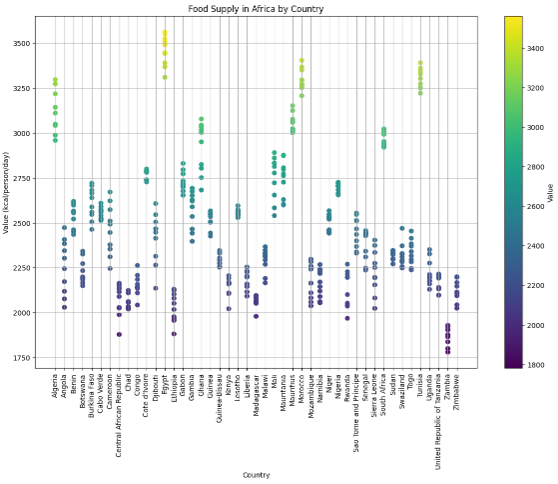 Food Supply in Africa by Country
3500
3250
3000
2750
2500
2250
2000
1750
Value (kcal/person/day)
Algeria
Angola
Benin
Botswana
Burkina Faso
Cabo Verde
Cameroon
Central African Republic
Chad
Congo
Cote d'Ivoire
Djibouti
Egypt
Ethiopia
Gabon
Gambia
Ghana
Guinea
Guinea-Bissau
Kenya
Lesotho
Liberia
Madagascar
Malawi
Mali
Mauritania
Mauritius
Morocco
Mozambique
Namibia
Niger
Nigeria
Rwanda
Sao Tome and Principe
Senegal
Sierra Leone
South Africa
Sudan
Swaziland
Togo
Tunisia
Uganda
United Republic of Tanzania
Zambia
Zimbabwe
Country
3400
3200
3000
2800
2600
2400
2200
2000
1800
Value